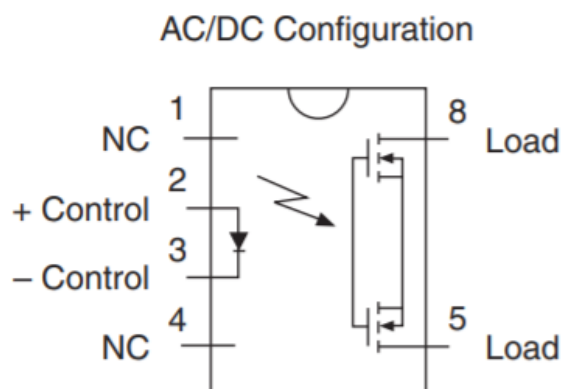 AC/DC Configuration
1
NC
2
+ Control
3
– Control
4
NC
8
Load
5
Load